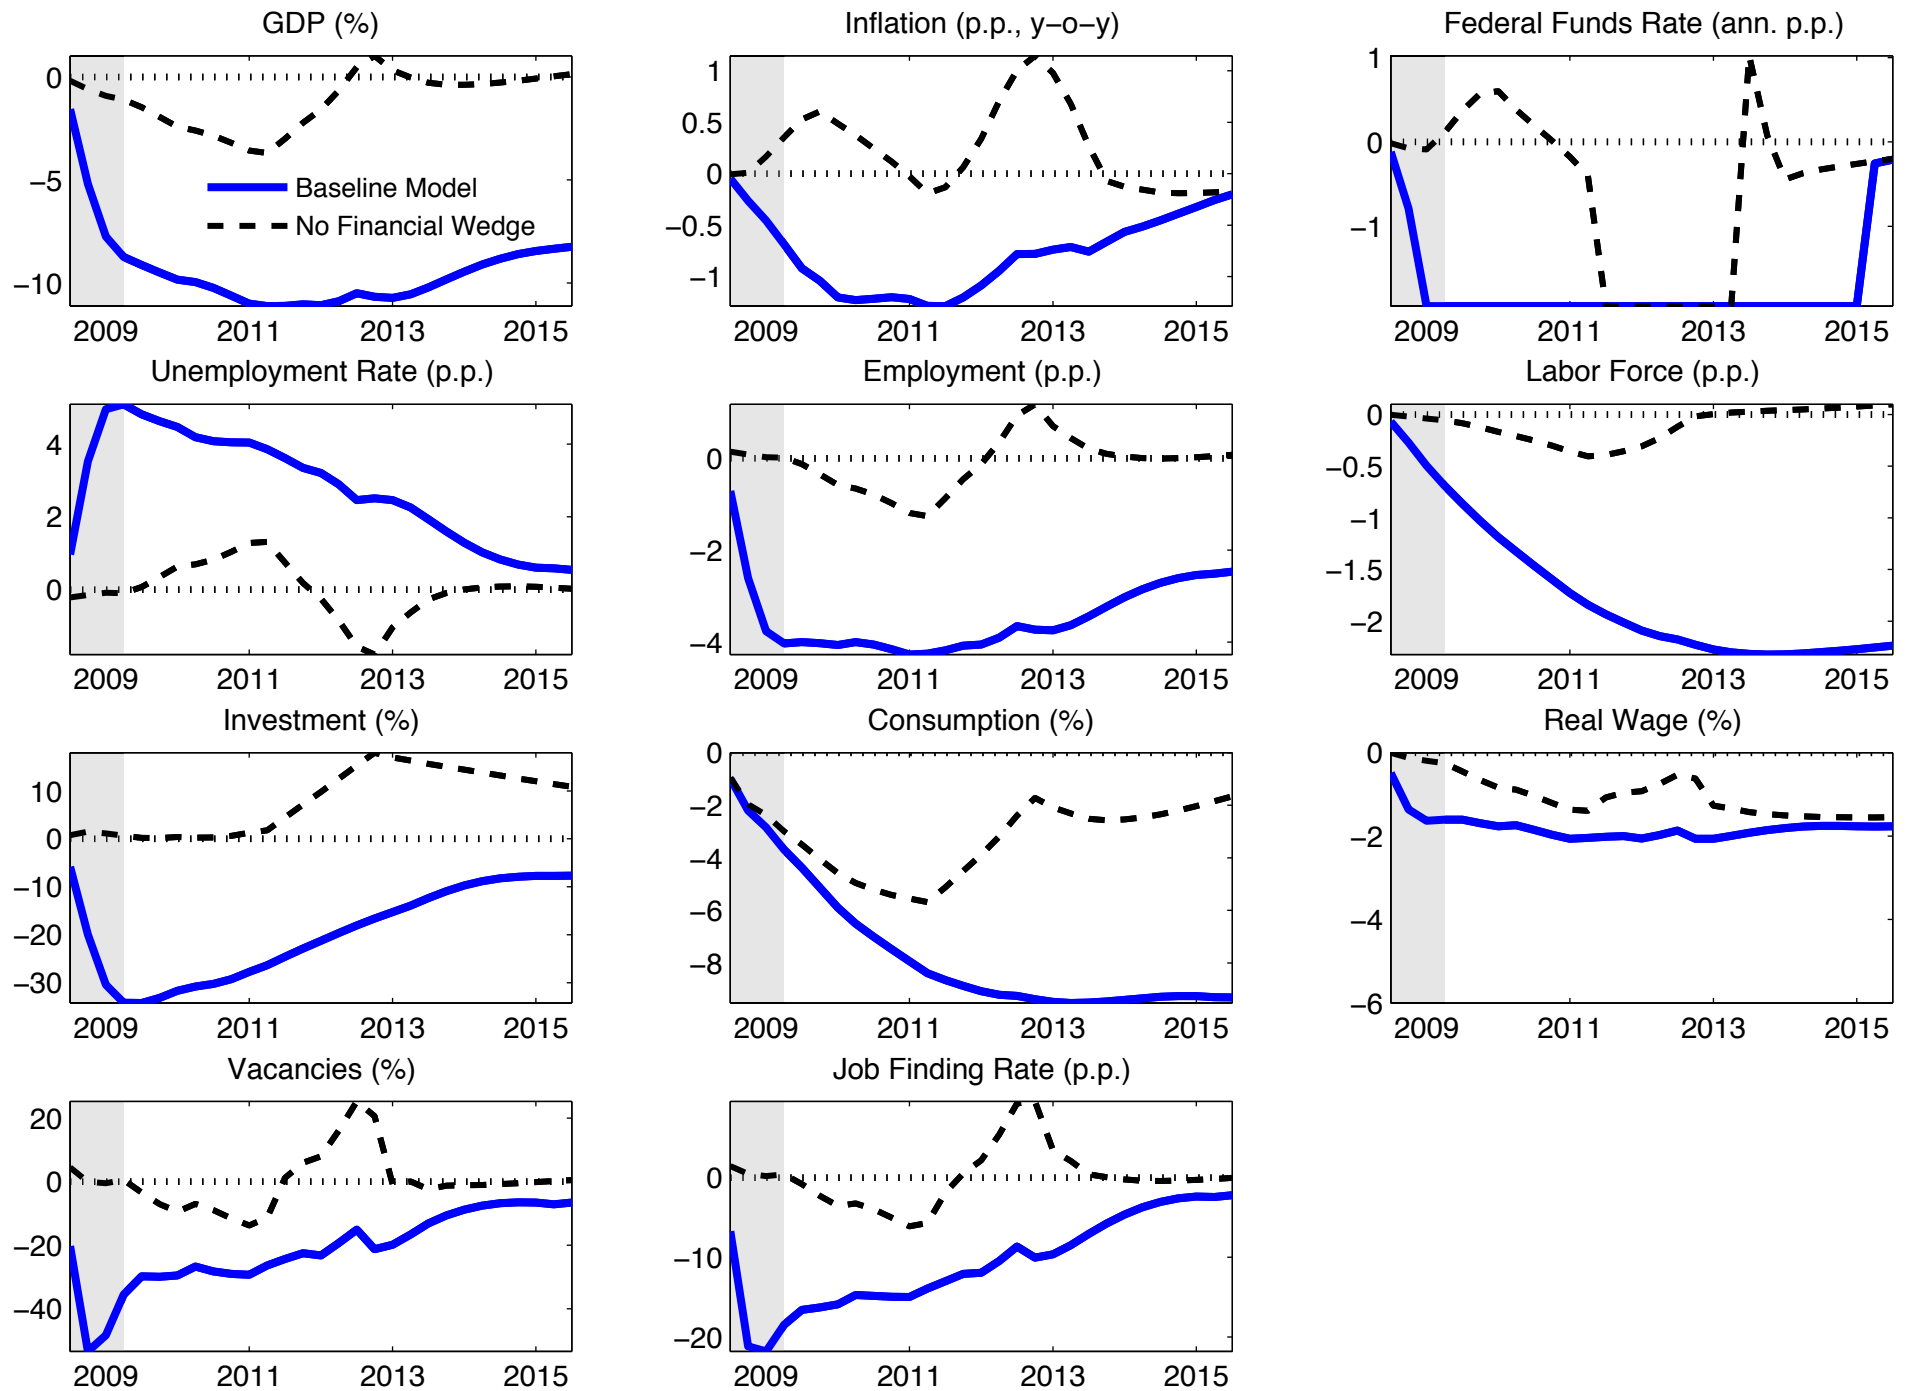 GDP (%)
0
−5
−10
Baseline Model
No Financial Wedge
2009 2011 2013 2015
Inflation (p.p., y−o−y)
1
0.5
0
−0.5
−1
2009 2011 2013 2015
Federal Funds Rate (ann. p.p.)
1
0
−1
2009 2011 2013 2015
Unemployment Rate (p.p.)
4
2
0
2009 2011 2013 2015
Employment (p.p.)
0
−2
−4
2009 2011 2013 2015
Labor Force (p.p.)
0
−0.5
−1
−1.5
−2
2009 2011 2013 2015
Investment (%)
10
0
−10
−20
−30
2009 2011 2013 2015
Consumption (%)
0
−2
−4
−6
−8
2009 2011 2013 2015
Real Wage (%)
0
−2
−4
−6
2009 2011 2013 2015
Vacancies (%)
20
0
−20
−40
2009 2011 2013 2015
Job Finding Rate (p.p.)
0
−10
−20
2009 2011 2013 2015